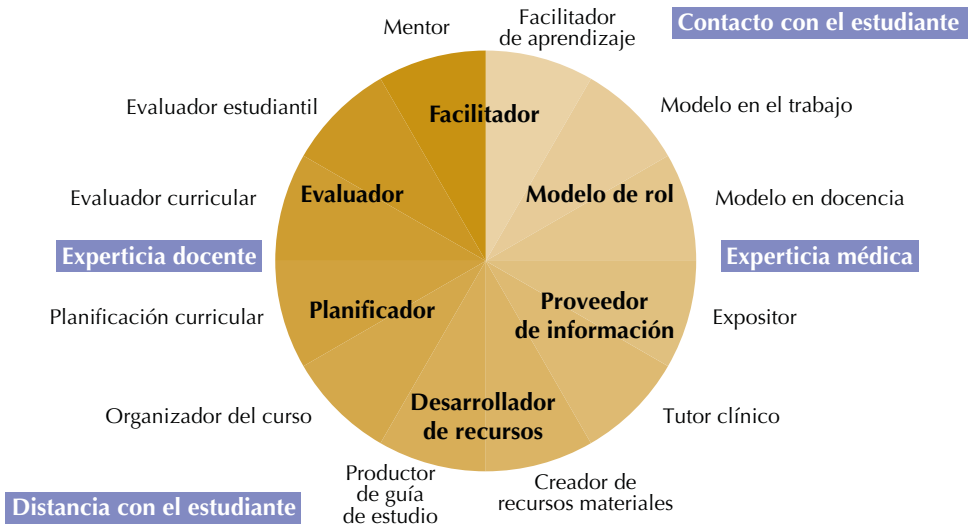 Mentor
Facilitador
de aprendizaje
Contacto con el estudiante
Evaluador estudiantil
Facilitador
Modelo en el trabajo
Evaluador curricular
Evaluador
Modelo de rol
Modelo en docencia
Experticia docente
Experticia médica
Planificación curricular
Planificador
Proveedor
de información
Expositor
Organizador del curso
Desarrollador
de recursos
Tutor clínico
Distancia con el estudiante
Productor
de guía
de estudio
Creador de
recursos materiales